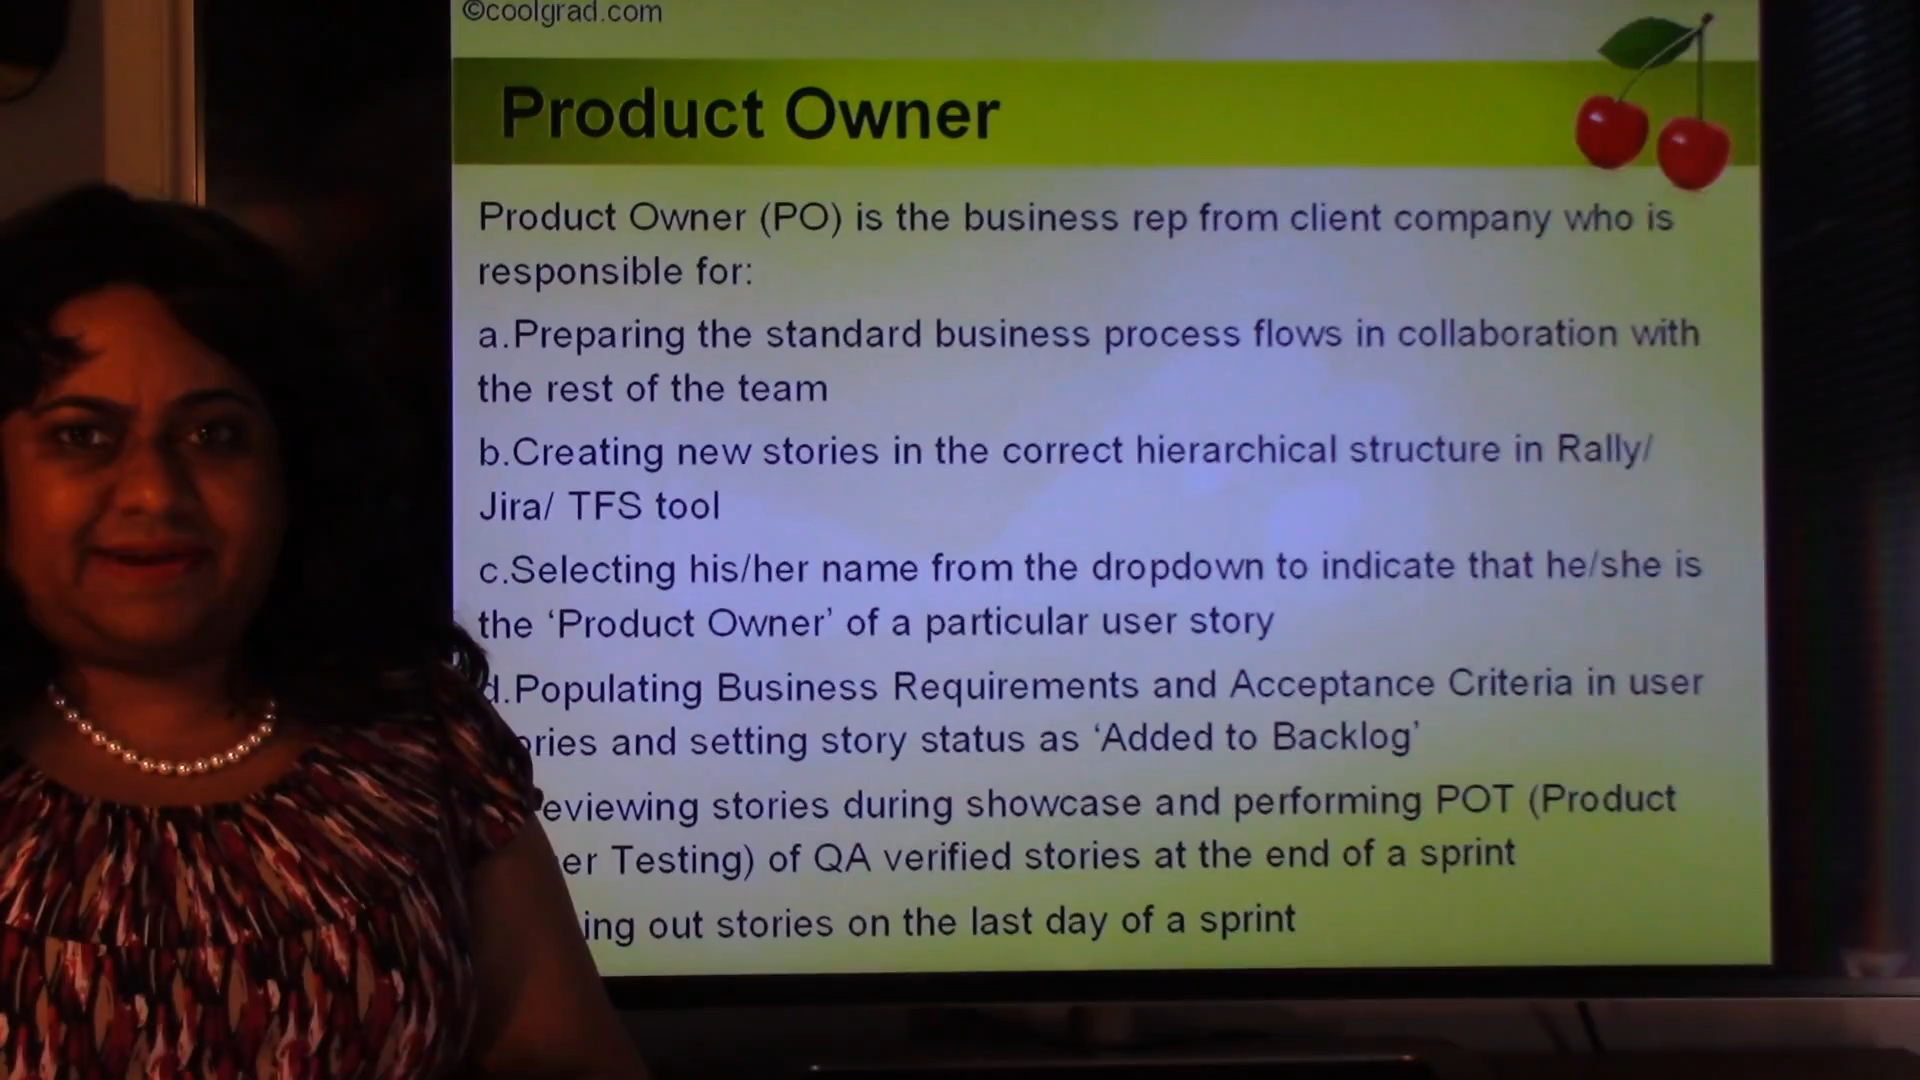 ©coolgrad.com
Product Owner
Product Owner (PO) is the business rep from client company who is
responsible for:
a.Preparing the standard business process flows in collaboration with
the rest of the team
b.Creating new stories in the correct hierarchical structure in Rally/
Jira/ TFS tool
c.Selecting his/her name from the dropdown to indicate that he/she is
the ‘Product Owner’ of a particular user story
d.Populating Business Requirements and Acceptance Criteria in user
and setting story status as ‘Added to Backlog’
stories during showcase and performing POT (Product
Testing) of QA verified stories at the end of a sprint
out stories on the last day of a sprint